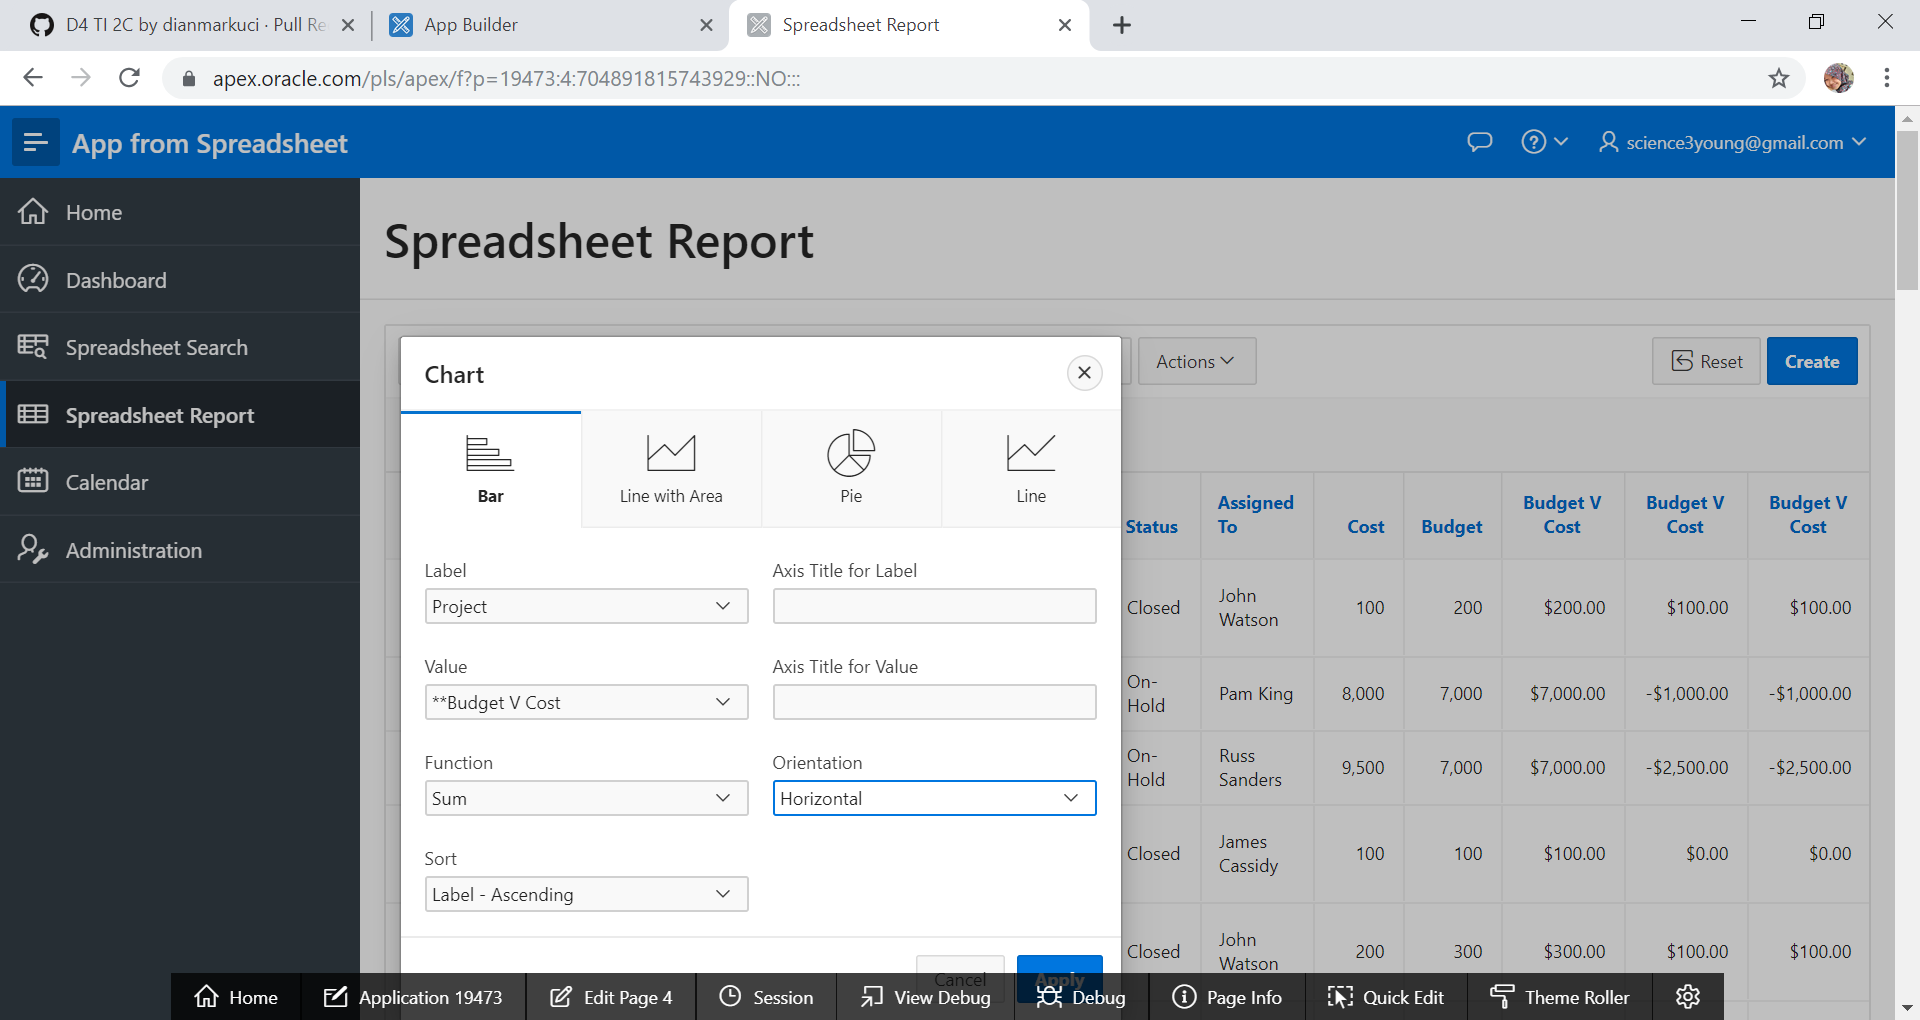 D4 TI 2C by dianmarkuci · Pull Re
App Builder
Spreadsheet Report
apex.oracle.com/pls/apex/f?p=19473:4:704891815743929::NO:::
App from Spreadsheet
science3young@gmail.com
Home
Dashboard
Spreadsheet Search
Spreadsheet Report
Calendar
Administration
Spreadsheet Report
Actions
Reset
Create
Chart
Bar
Line with Area
Pie
Line
Label
Axis Title for Label
Project
Value
Axis Title for Value
**Budget V Cost
Function
Orientation
Sum
Horizontal
Sort
Label - Ascending
Cancel
Apply
Status
Assigned
To
Cost
Budget
Budget V
Cost
Budget V
Cost
Budget V
Cost
Closed
John
Watson
100
200
$200.00
$100.00
$100.00
On-
Hold
Pam King
8,000
7,000
$7,000.00
-$1,000.00
-$1,000.00
On-
Hold
Russ
Sanders
9,500
7,000
$7,000.00
-$2,500.00
-$2,500.00
Closed
James
Cassidy
100
100
$100.00
$0.00
$0.00
Closed
John
Watson
200
300
$300.00
$100.00
$100.00
Home
Application 19473
Edit Page 4
Session
View Debug
Debug
Page Info
Quick Edit
Theme Roller